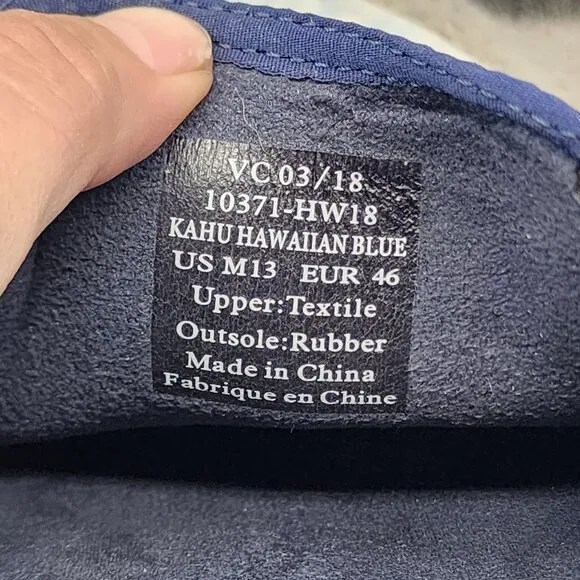 VC 03/18
10371-HW18
KAHU HAWAIIAN BLUE
US M13 EUR 46
Upper:Textile
Outsole:Rubber
Made in China
Fabrique en Chine